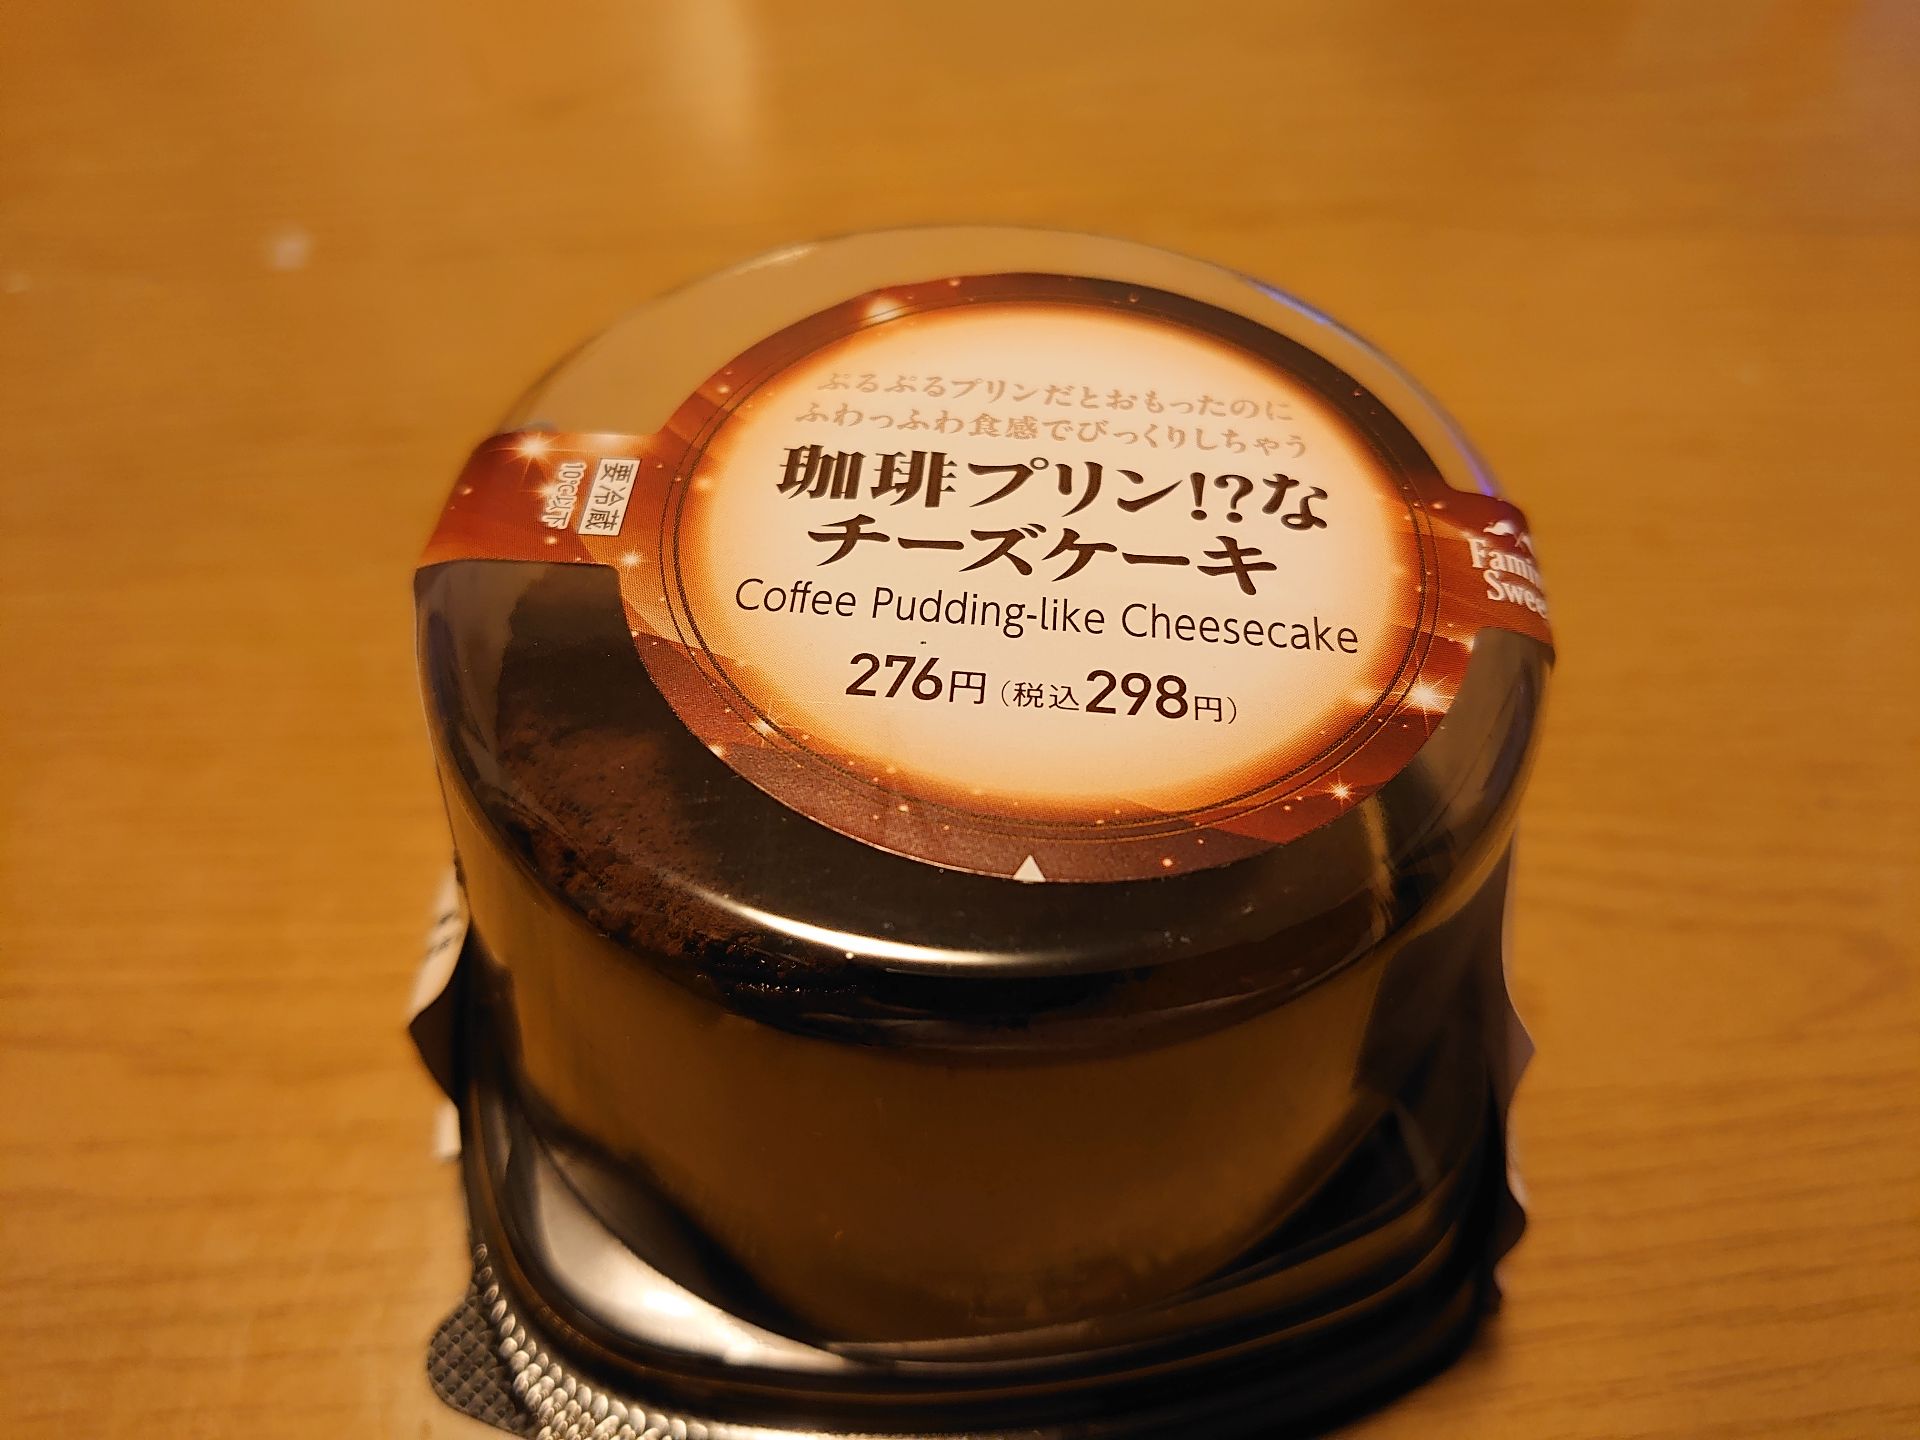 ぷるぷるプリンだとおもったのに
ふわっふわ食感でびっくりしちゃう
珈琲プリン!?な
チーズケーキ
Coffee Pudding-like Cheesecake
276円(税込298円)
要冷蔵
10℃以下